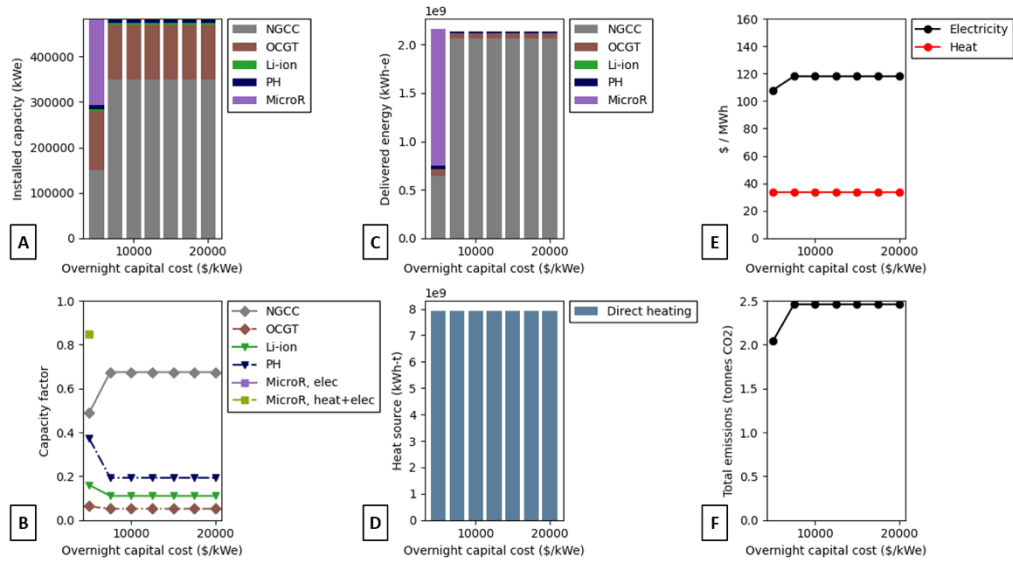 Installed capacity (kWe)
400000
300000
200000
100000
0
10000
20000
Overnight capital cost ($/kWe)
NGCC
OCGT
Li-ion
PH
MicroR
A
1e9
Delivered energy (kWh-e)
2.0
1.5
1.0
0.5
0.0
10000
20000
Overnight capital cost ($/kWe)
NGCC
OCGT
Li-ion
PH
MicroR
C
$ / MWh
160
140
120
100
80
60
40
20
0
10000
20000
Overnight capital cost ($/kWe)
Electricity
Heat
E
Capacity factor
1.0
0.8
0.6
0.4
0.2
0.0
10000
20000
Overnight capital cost ($/kWe)
NGCC
OCGT
Li-ion
PH
MicroR, elec
MicroR, heat+elec
B
1e9
Heat source (kWh-t)
8
7
6
5
4
3
2
1
0
10000
20000
Overnight capital cost ($/kWe)
Direct heating
D
Total emissions (tonnes CO2)
2.5
2.0
1.5
1.0
0.5
0.0
10000
20000
Overnight capital cost ($/kWe)
F